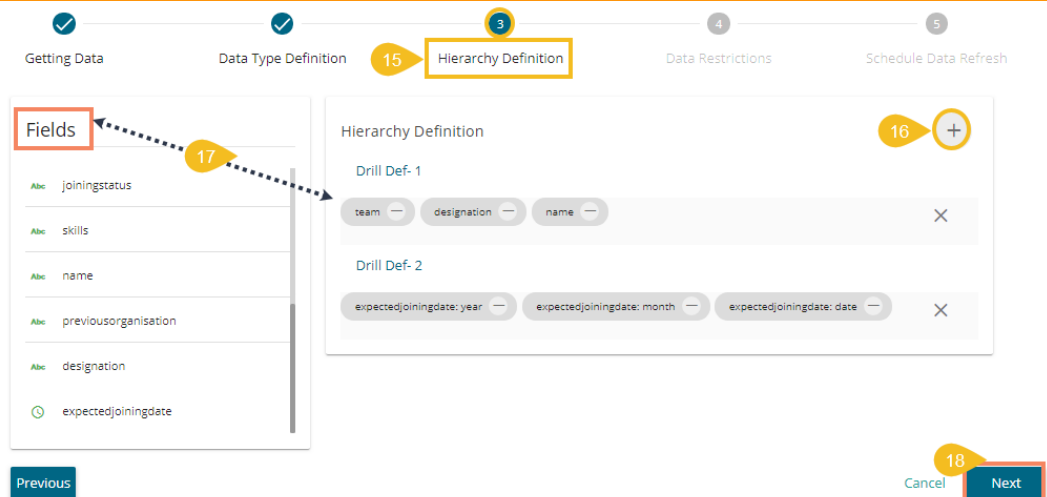 3
4
5
Getting Data
Data Type Definition
15
Hierarchy Definition
Data Restrictions
Schedule Data Refresh
Fields
17
Abc joiningstatus
Abc skills
Abc name
Abc previousorganisation
Abc designation
expectedjoiningdate
Hierarchy Definition
16
+
Drill Def- 1
team
designation
name
Drill Def- 2
expectedjoiningdate: year
expectedjoiningdate: month
expectedjoiningdate: date
Previous
Cancel
18
Next